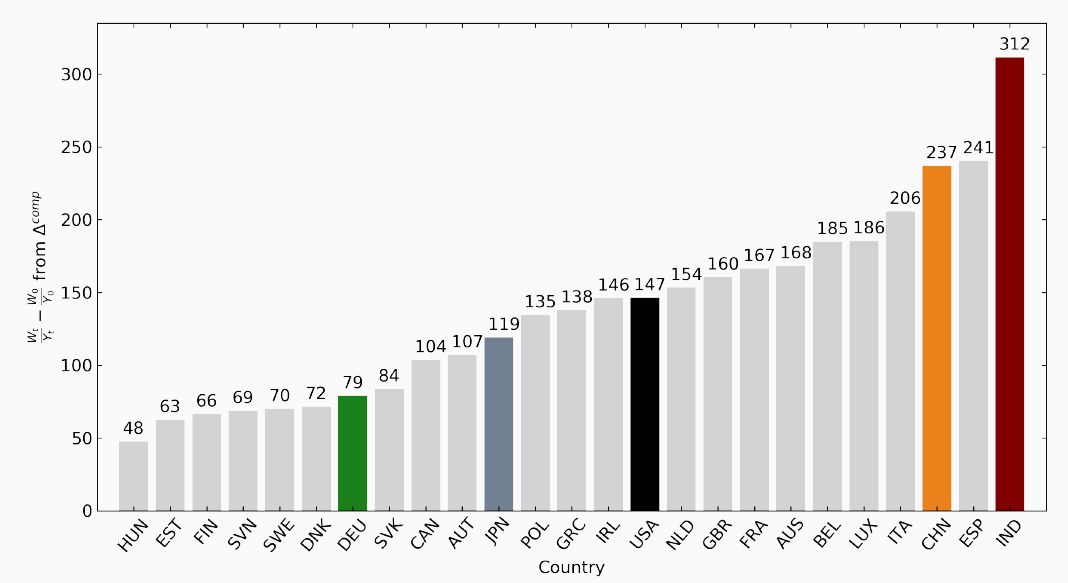 W_t/Y_t − W_0/Y_0 from Δ^comp
300
250
200
150
100
50
0
48
63
66
69
70
72
79
84
104
107
119
135
138
146
147
154
160
167
168
185
186
206
237
241
312
HUN
EST
FIN
SVN
SWE
DNK
DEU
SVK
CAN
AUT
JPN
POL
GRC
IRL
USA
NLD
GBR
FRA
AUS
BEL
LUX
ITA
CHN
ESP
IND
Country